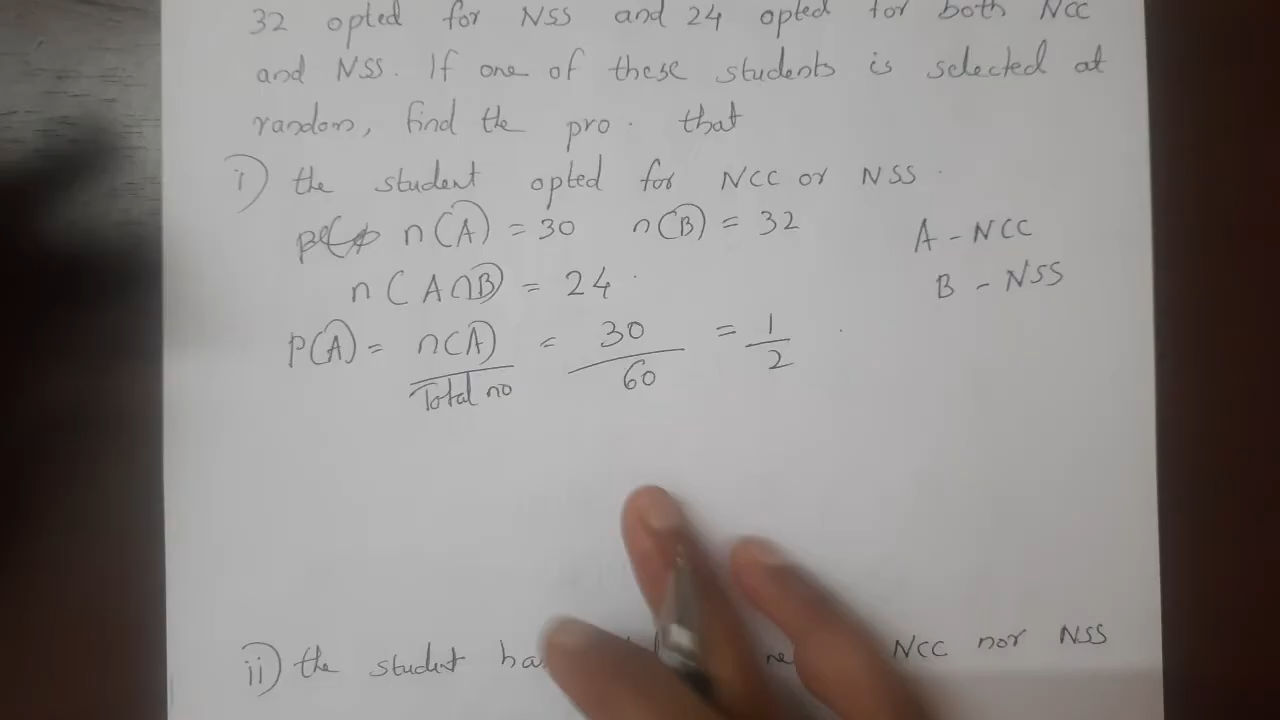 32 opted for NSS and 24 opted for both NCC
and NSS. If one of these students is selected at
random, find the pro. that
i) the student opted for NCC or NSS.
n(A) = 30 n(B) = 32 A - NCC
n(A∩B) = 24 B - NSS
P(A) = n(A)/Total no = 30/60 = 1/2
ii) the student NCC nor NSS